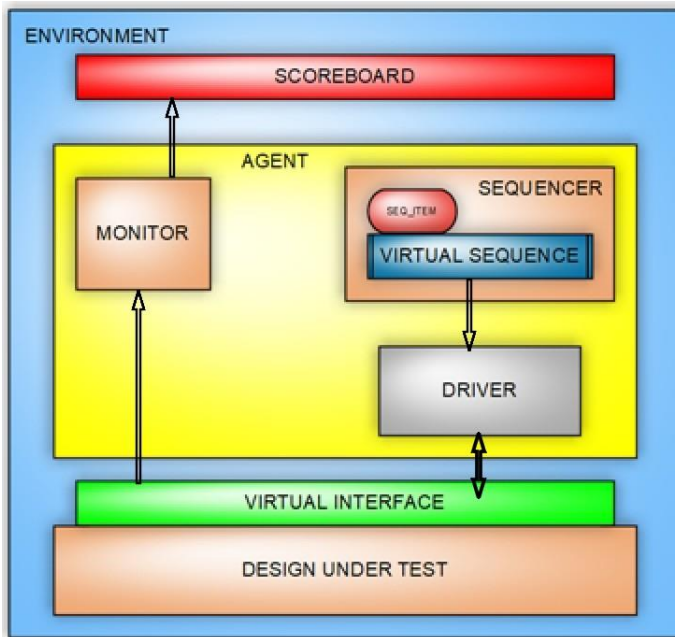 ENVIRONMENT
SCOREBOARD
AGENT
MONITOR
SEQUENCER
SEQ_ITEM
VIRTUAL SEQUENCE
DRIVER
VIRTUAL INTERFACE
DESIGN UNDER TEST